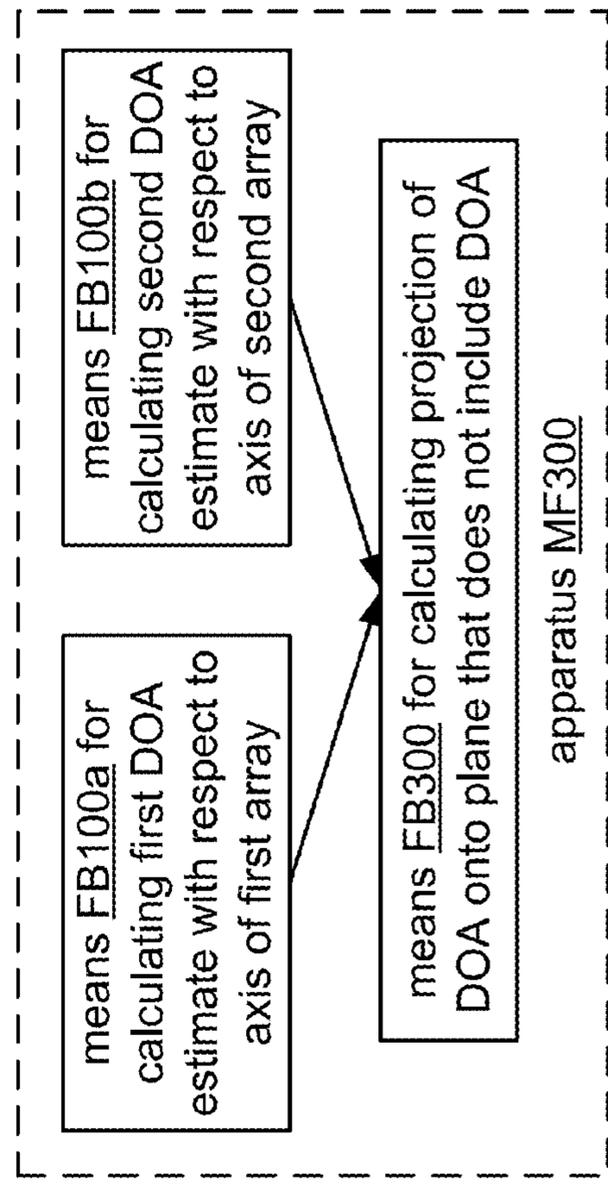 means FB100a for
calculating first DOA
estimate with respect to
axis of first array
means FB100b for
calculating second DOA
estimate with respect to
axis of second array
means FB300 for calculating projection of
DOA onto plane that does not include DOA
apparatus MF300